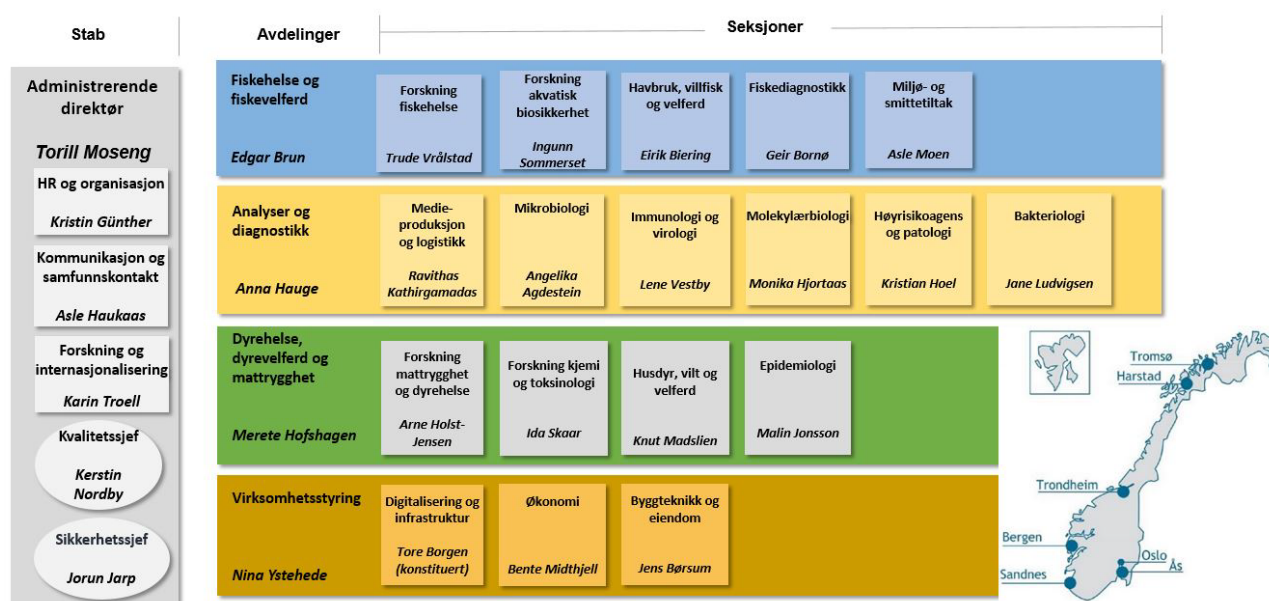 Stab
Avdelinger
Seksjoner
Administrerende
direktør
Torill Moseng
HR og organisasjon
Kristin Günther
Kommunikasjon og
samfunnskontakt
Asle Haukaas
Forskning og
internasjonalisering
Karin Troell
Kvalitetssjef
Kerstin
Nordby
Sikkerhetssjef
Jorun Jarp
Fiskehelse og
fiskevelferd
Edgar Brun
Forskning
fiskehelse
Trude Vrålstad
Forskning
akvatisk
biosikkerhet
Ingunn
Sommerset
Havbruk, villfisk
og velferd
Eirik Biering
Fiskediagnostikk
Geir Bornø
Miljø- og
smittetiltak
Asle Moen
Analyser og
diagnostikk
Anna Hauge
Medie-
produksjon
og logistikk
Ravithas
Kathirgamadas
Mikrobiologi
Angelika
Agdestein
Immunologi og
virologi
Lene Vestby
Molekylærbiologi
Monika Hjortaas
Høyrisikoagens
og patologi
Kristian Hoel
Bakteriologi
Jane Ludvigsen
Dyrehelse,
dyrevelferd og
mattrygghet
Merete Hofshagen
Forskning
mattrygghet
og dyrehelse
Arne Holst-
Jensen
Forskning kjemi
og toksinologi
Ida Skaar
Husdyr, vilt og
velferd
Knut Madslien
Epidemiologi
Malin Jonsson
Virksomhetsstyring
Nina Ystehede
Digitalisering og
infrastruktur
Tore Borgen
(konstituert)
Økonomi
Bente Midthjell
Byggteknikk og
eiendom
Jens Børsum
Tromsø
Harstad
Trondheim
Bergen
Oslo
Ås
Sandnes